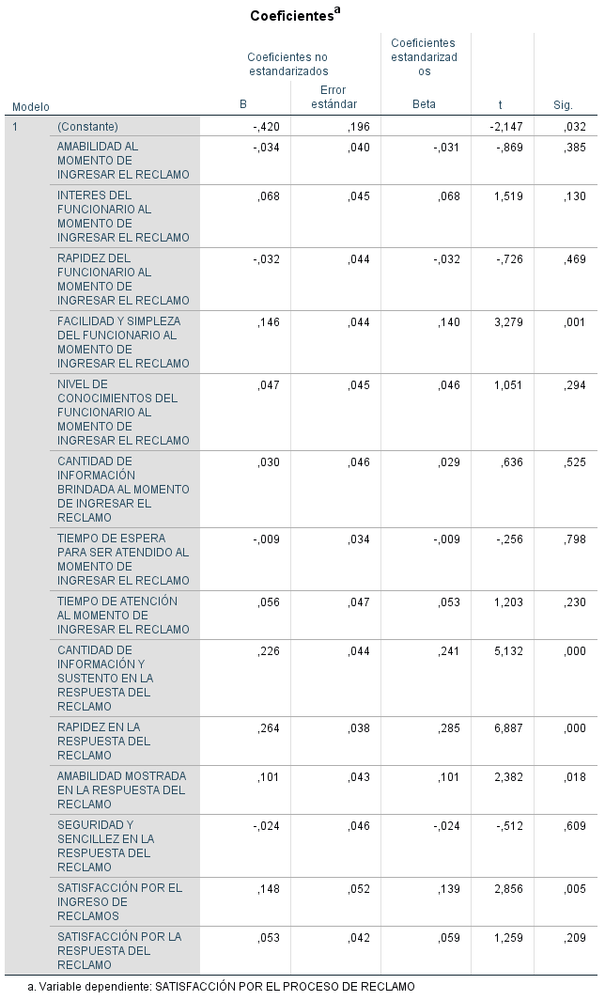 Coeficientesa
Coeficientes no estandarizados
Coeficientes estandarizad os
Modelo B Error estándar Beta t Sig.
1 (Constante) -,420 ,196 -2,147 ,032
AMABILIDAD AL MOMENTO DE INGRESAR EL RECLAMO -,034 ,040 -,031 -,869 ,385
INTERES DEL FUNCIONARIO AL MOMENTO DE INGRESAR EL RECLAMO ,068 ,045 ,068 1,519 ,130
RAPIDEZ DEL FUNCIONARIO AL MOMENTO DE INGRESAR EL RECLAMO -,032 ,044 -,032 -,726 ,469
FACILIDAD Y SIMPLEZA DEL FUNCIONARIO AL MOMENTO DE INGRESAR EL RECLAMO ,146 ,044 ,140 3,279 ,001
NIVEL DE CONOCIMIENTOS DEL FUNCIONARIO AL MOMENTO DE INGRESAR EL RECLAMO ,047 ,045 ,046 1,051 ,294
CANTIDAD DE INFORMACIÓN BRINDADA AL MOMENTO DE INGRESAR EL RECLAMO ,030 ,046 ,029 ,636 ,525
TIEMPO DE ESPERA PARA SER ATENDIDO AL MOMENTO DE INGRESAR EL RECLAMO -,009 ,034 -,009 -,256 ,798
TIEMPO DE ATENCIÓN AL MOMENTO DE INGRESAR EL RECLAMO ,056 ,047 ,053 1,203 ,230
CANTIDAD DE INFORMACIÓN Y SUSTENTO EN LA RESPUESTA DEL RECLAMO ,226 ,044 ,241 5,132 ,000
RAPIDEZ EN LA RESPUESTA DEL RECLAMO ,264 ,038 ,285 6,887 ,000
AMABILIDAD MOSTRADA EN LA RESPUESTA DEL RECLAMO ,101 ,043 ,101 2,382 ,018
SEGURIDAD Y SENCILLEZ EN LA RESPUESTA DEL RECLAMO -,024 ,046 -,024 -,512 ,609
SATISFACCIÓN POR EL INGRESO DE RECLAMOS ,148 ,052 ,139 2,856 ,005
SATISFACCIÓN POR LA RESPUESTA DEL RECLAMO ,053 ,042 ,059 1,259 ,209
a. Variable dependiente: SATISFACCIÓN POR EL PROCESO DE RECLAMO